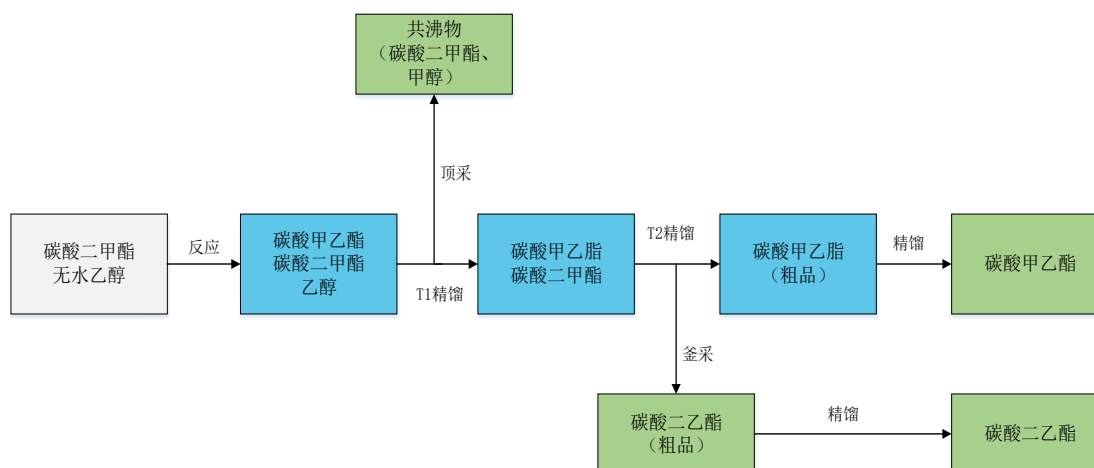 共沸物
（碳酸二甲酯、
甲醇）
顶采
碳酸二甲酯
无水乙醇
反应
碳酸甲乙酯
碳酸二甲酯
乙醇
T1精馏
碳酸甲乙脂
碳酸二甲酯
T2精馏
碳酸甲乙脂
（粗品）
精馏
碳酸甲乙酯
釜采
碳酸二乙酯
（粗品）
精馏
碳酸二乙酯